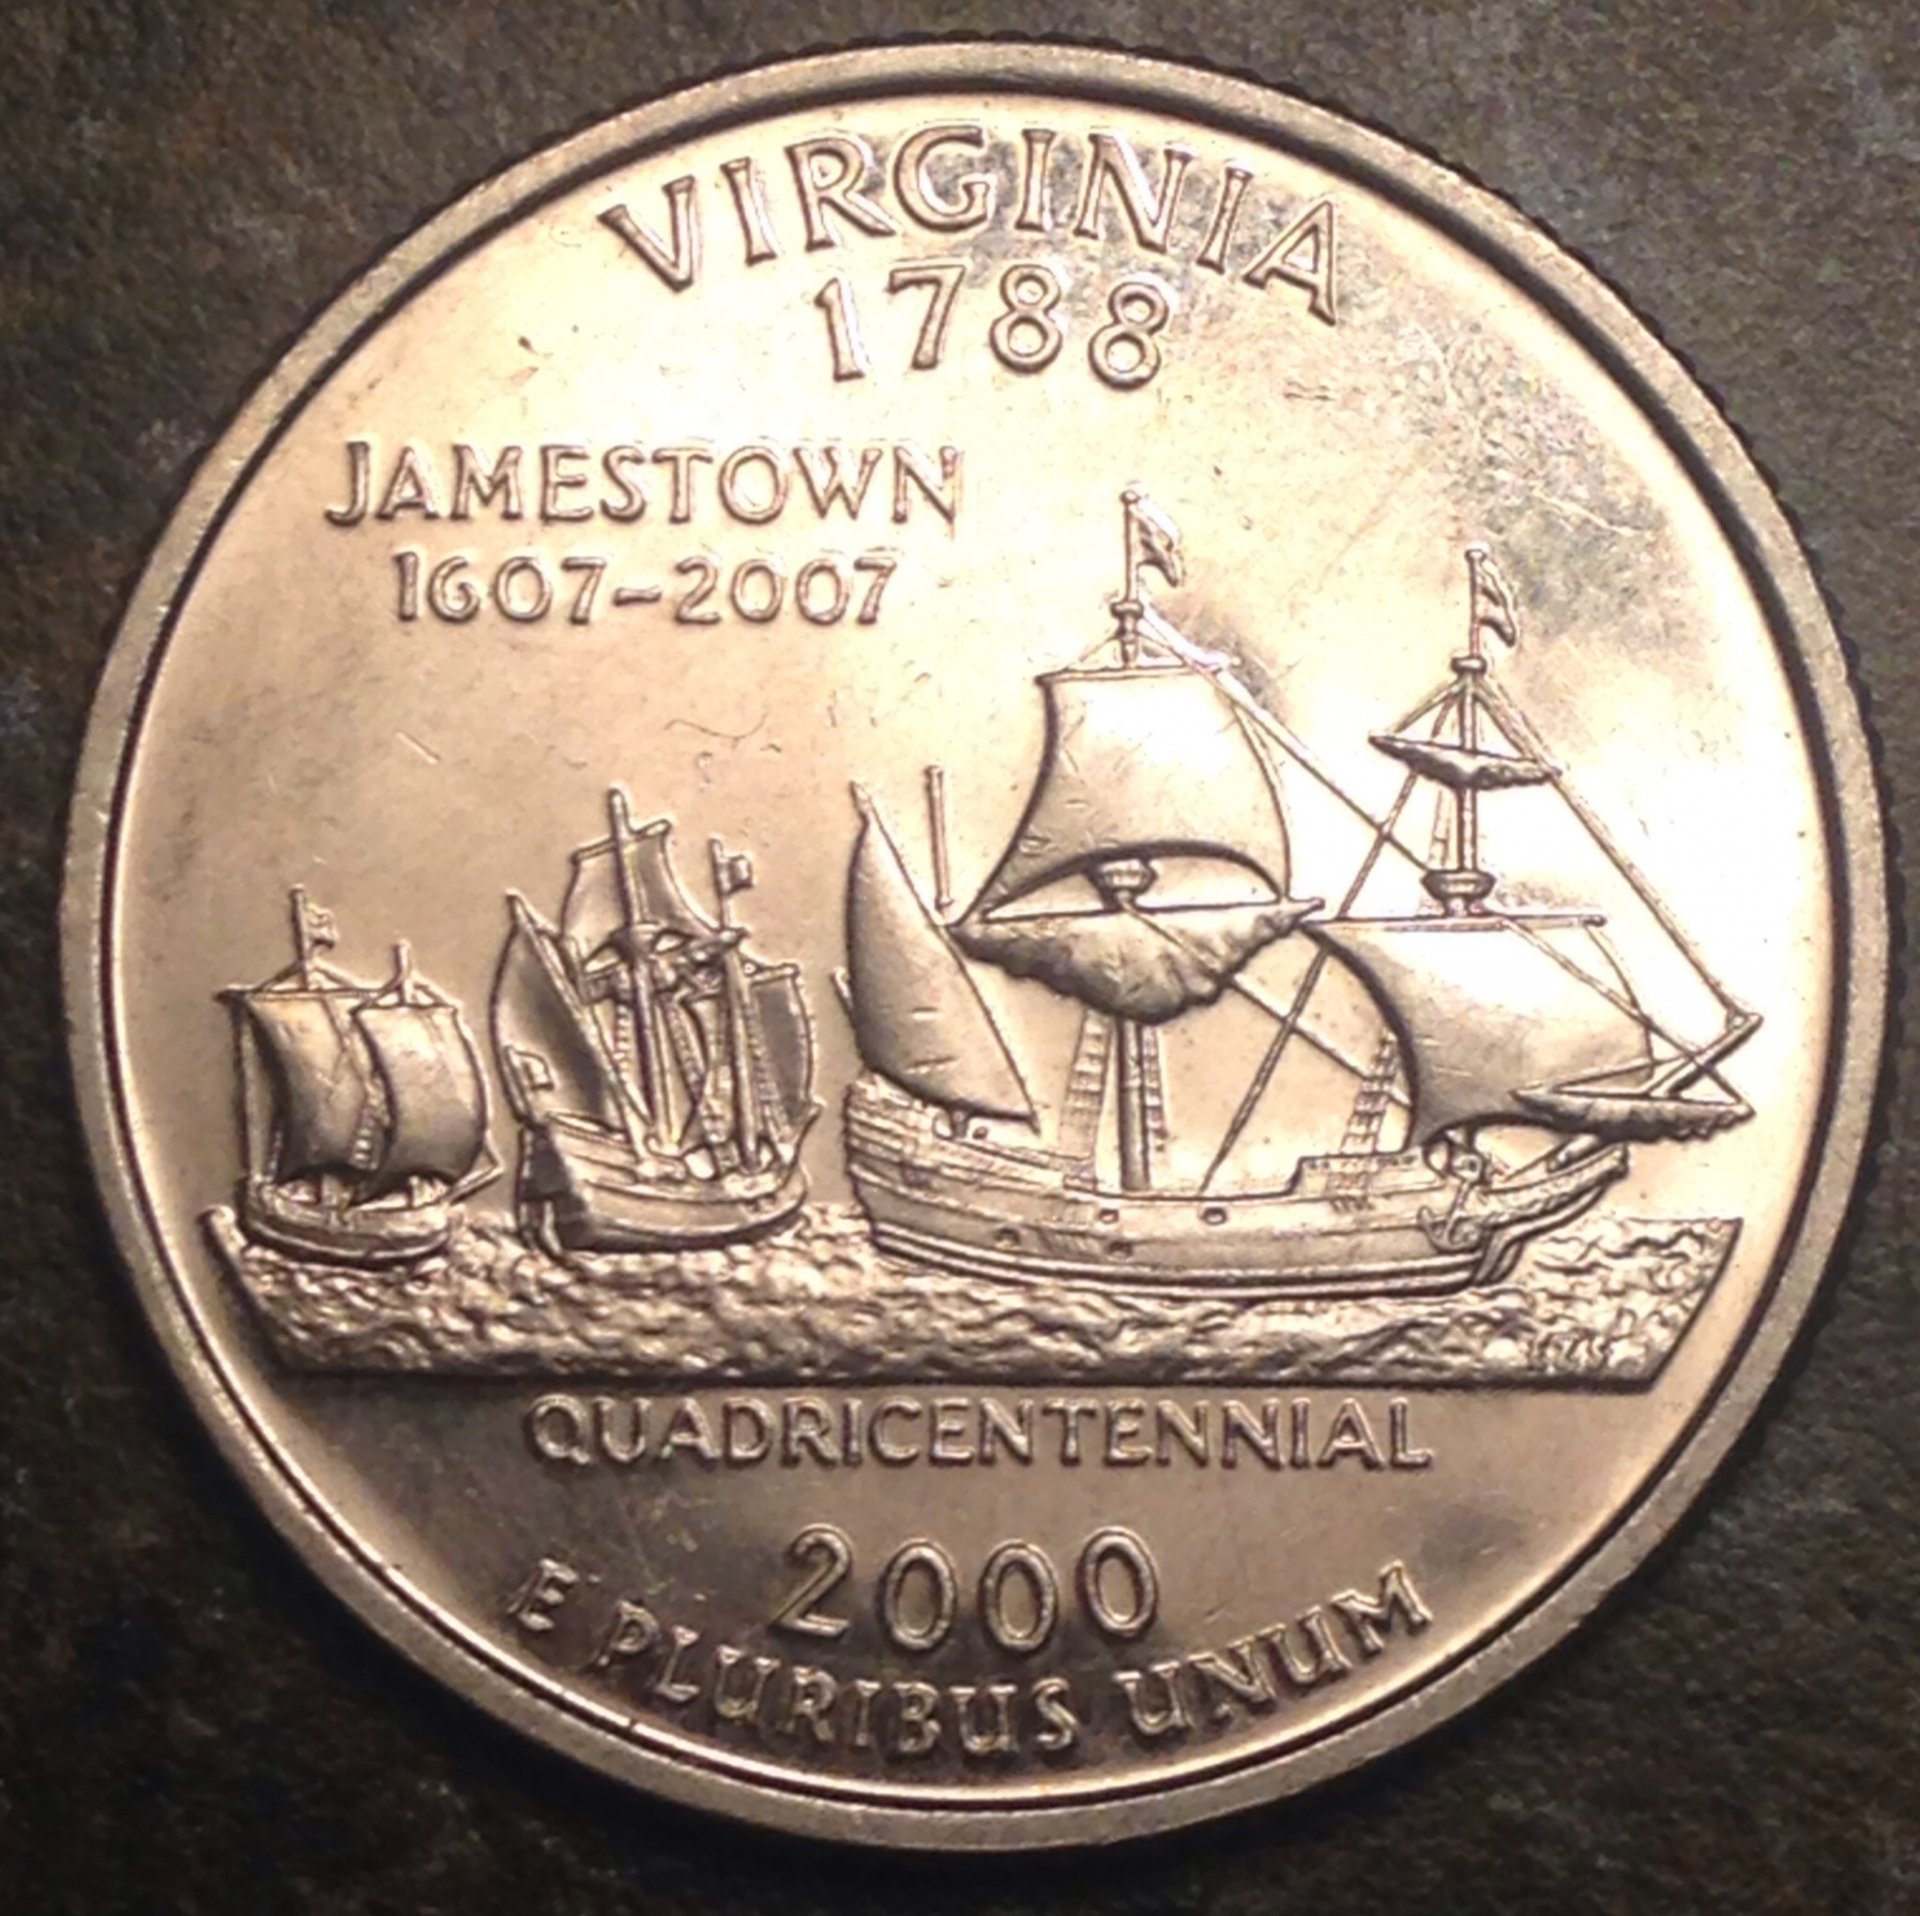 VIRGINIA
1788
JAMESTOWN
1607-2007
QUADRICENTENNIAL
2000
E PLURIBUS UNUM